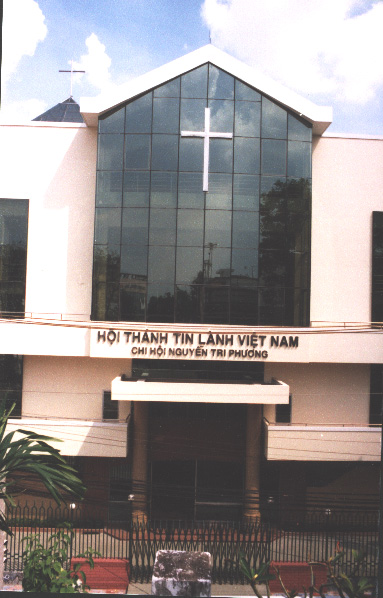 HỘI THÁNH TIN LÀNH VIỆT NAM
CHI HỘI NGUYỄN TRI PHƯƠNG